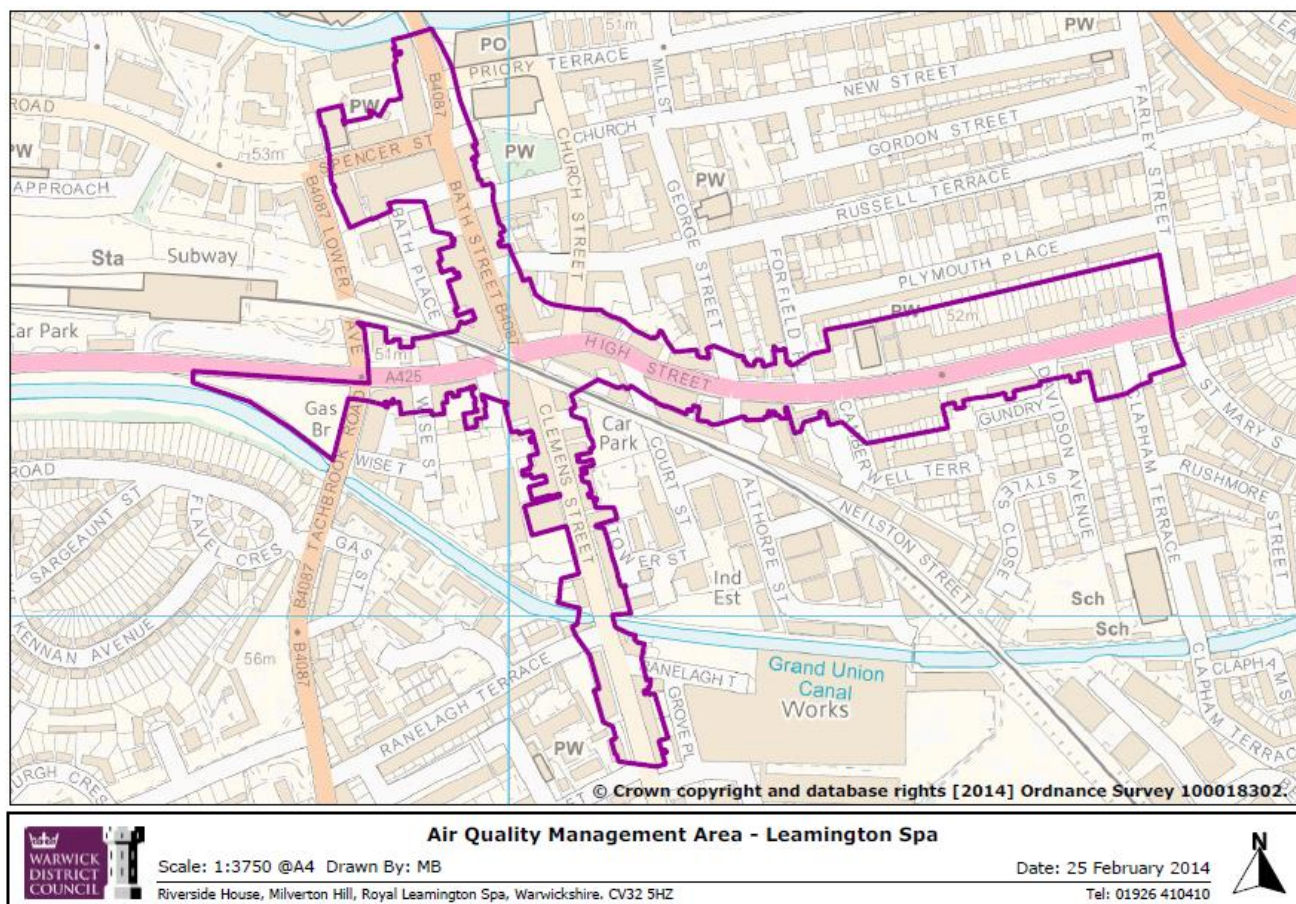 51m
PO
PW
PRIORY TERRACE
MILL ST
NEW STREET
FARLEY STREET
B4087
PW
CHURCH T
GORDON STREET
ROAD
53m
SPENCER ST
PW
CHURCH STREET
PW
RUSSELL TERRACE
PW
APPROACH
B4087 LOWER
AVE
BATH PLACE
BATH STREET
B4087
GEORGE STREET
FORFIELD
PLYMOUTH PLACE
Sta
Subway
PW
52m
Car Park
51m
HIGH STREET
A425
Gas
Br
WISE ST
WISE T
CLEMENS STREET
Car
Park
COURT ST
CAMBERWELL TERR
GUNDRY
DAVIDSON AVENUE
CLAPHAM TERRACE
ST MARY S
ROAD
B4087 TACHBROOK ROAD
SARGEAUNT ST
FLAVEL CRES
GAS ST
TOWER ST
ALTHORPE ST
NEILSTON STREET
STYLES CLOSE
RUSHMORE STREET
Ind
Est
Sch
Sch
KENNAN AVENUE
56m
B4087
RANELAGH TERRACE
RANELAGH T
GROVE PL
Grand Union
Canal
Works
CLAPHAM S
CLAPHAM TERRACE
PW
BURGH CRES
© Crown copyright and database rights [2014] Ordnance Survey 100018302.
WARWICK
DISTRICT
COUNCIL
Air Quality Management Area - Leamington Spa
Scale: 1:3750 @A4 Drawn By: MB
Date: 25 February 2014
Riverside House, Milverton Hill, Royal Leamington Spa, Warwickshire. CV32 5HZ
Tel: 01926 410410
N